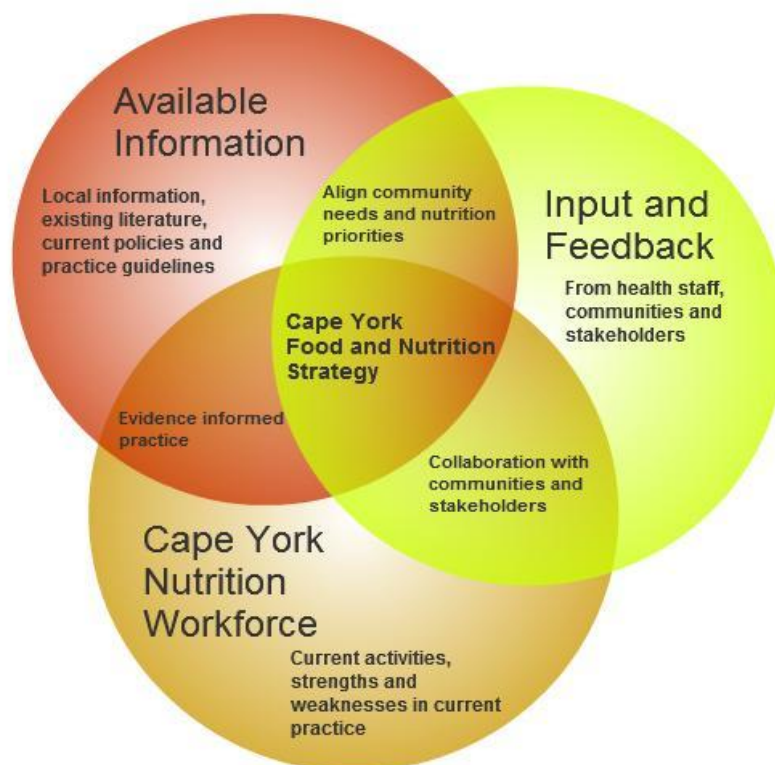 Available
Information
Local information,
existing literature,
current policies and
practice guidelines
Align community
needs and nutrition
priorities
Input and
Feedback
From health staff,
communities and
stakeholders
Cape York
Food and Nutrition
Strategy
Evidence informed
practice
Collaboration with
communities and
stakeholders
Cape York
Nutrition
Workforce
Current activities,
strengths and
weaknesses in current
practice